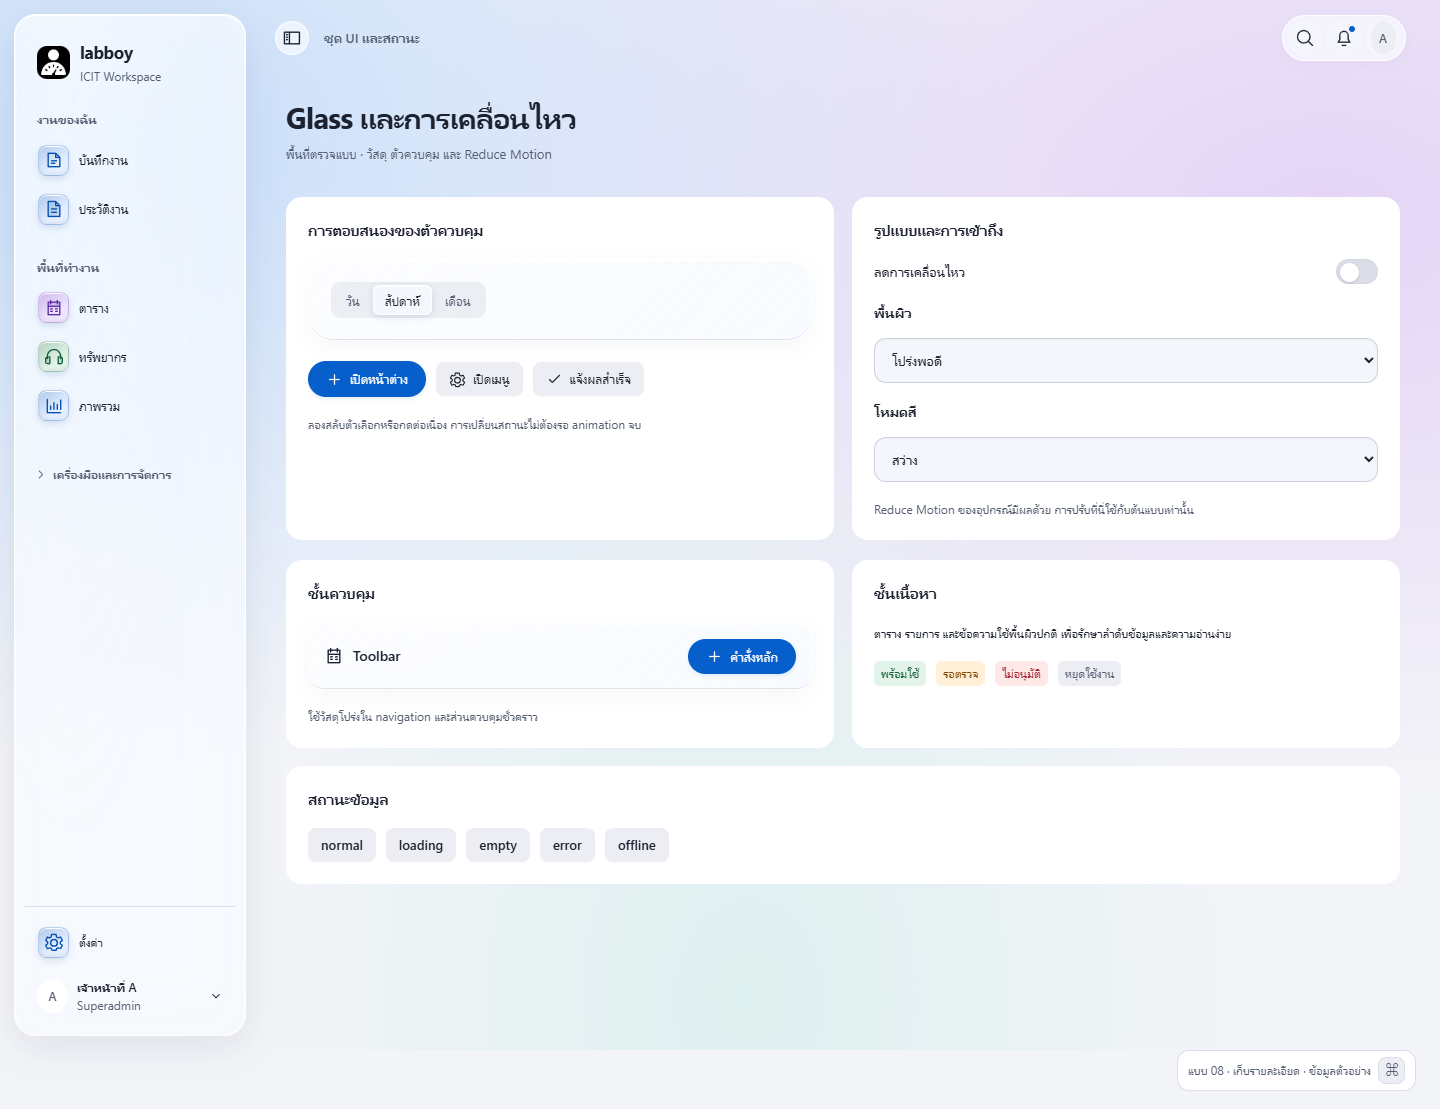 labboy
ICIT Workspace
งานของฉัน
บันทึกงาน
ประวัติงาน
พื้นที่ทำงาน
ตาราง
ทรัพยากร
ภาพรวม
เครื่องมือและการจัดการ
ตั้งค่า
A
เจ้าหน้าที่ A
Superadmin
ชุด UI และสถานะ
A
Glass และการเคลื่อนไหว
พื้นที่ตรวจแบบ · วัสดุ ตัวควบคุม และ Reduce Motion
การตอบสนองของตัวควบคุม
วัน สัปดาห์ เดือน
เปิดหน้าต่าง เปิดเมนู แจ้งผลสำเร็จ
ลองสลับตัวเลือกหรือกดต่อเนื่อง การเปลี่ยนสถานะไม่ต้องรอ animation จบ
รูปแบบและการเข้าถึง
ลดการเคลื่อนไหว
พื้นผิว
โปร่งพอดี
โหมดสี
สว่าง
Reduce Motion ของอุปกรณ์มีผลด้วย การปรับที่นี่ใช้กับต้นแบบเท่านั้น
ชั้นควบคุม
Toolbar คำสั่งหลัก
ใช้วัสดุโปร่งใน navigation และส่วนควบคุมชั่วคราว
ชั้นเนื้อหา
ตาราง รายการ และข้อความใช้พื้นผิวปกติ เพื่อรักษาลำดับข้อมูลและความอ่านง่าย
พร้อมใช้ รอตรวจ ไม่อนุมัติ หยุดใช้งาน
สถานะข้อมูล
normal loading empty error offline
แบบ 08 · เก็บรายละเอียด · ข้อมูลตัวอย่าง ⌘